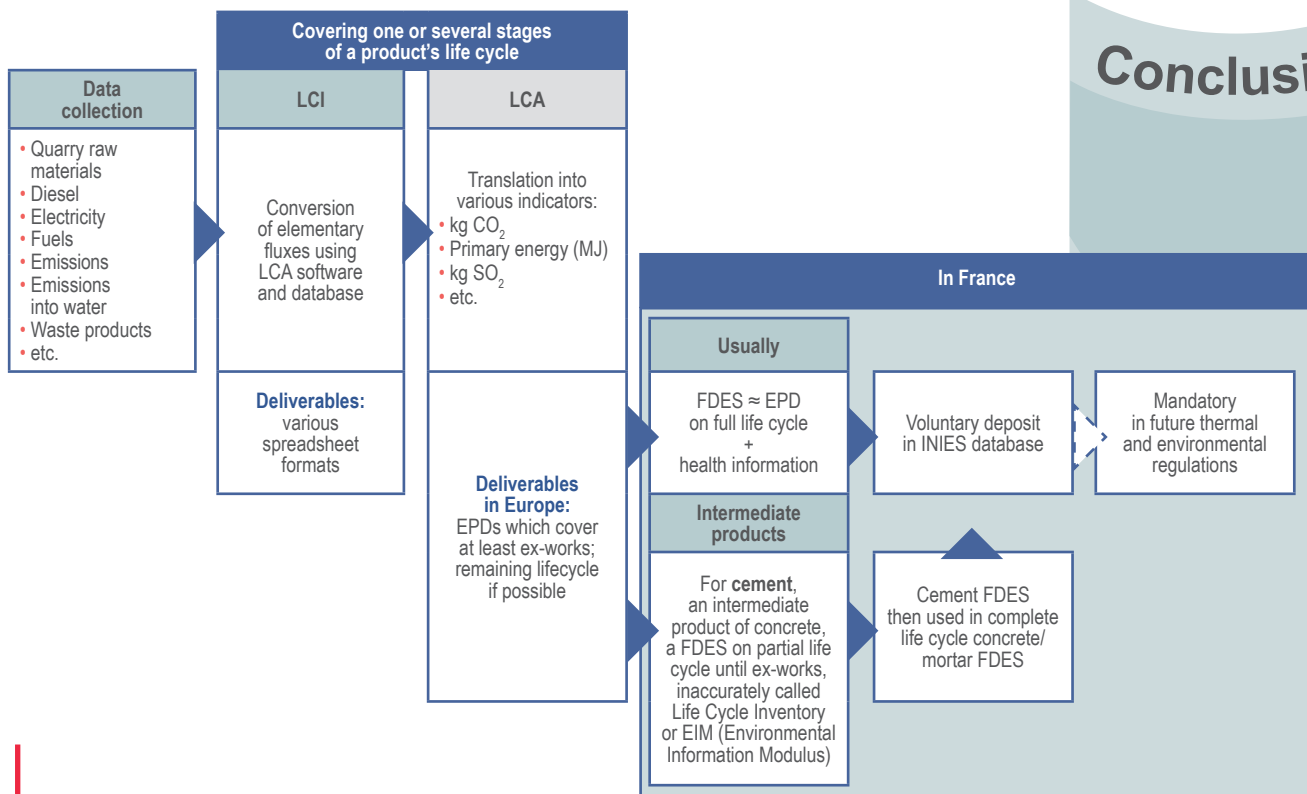 Covering one or several stages
of a product's life cycle
Conclusi
Data
collection
LCI
LCA
• Quarry raw
materials
• Diesel
• Electricity
• Fuels
• Emissions
• Emissions
into water
• Waste products
• etc.
Conversion
of elementary
fluxes using
LCA software
and database
Translation into
various indicators:
• kg CO₂
• Primary energy (MJ)
• kg SO₂
• etc.
Deliverables:
various
spreadsheet
formats
Deliverables
in Europe:
EPDs which cover
at least ex-works;
remaining lifecycle
if possible
In France
Usually
FDES ≈ EPD
on full life cycle
+
health information
Voluntary deposit
in INIES database
Mandatory
in future thermal
and environmental
regulations
Intermediate
products
For cement,
an intermediate
product of concrete,
a FDES on partial life
cycle until ex-works,
inaccurately called
Life Cycle Inventory
or EIM (Environmental
Information Modulus)
Cement FDES
then used in complete
life cycle concrete/
mortar FDES